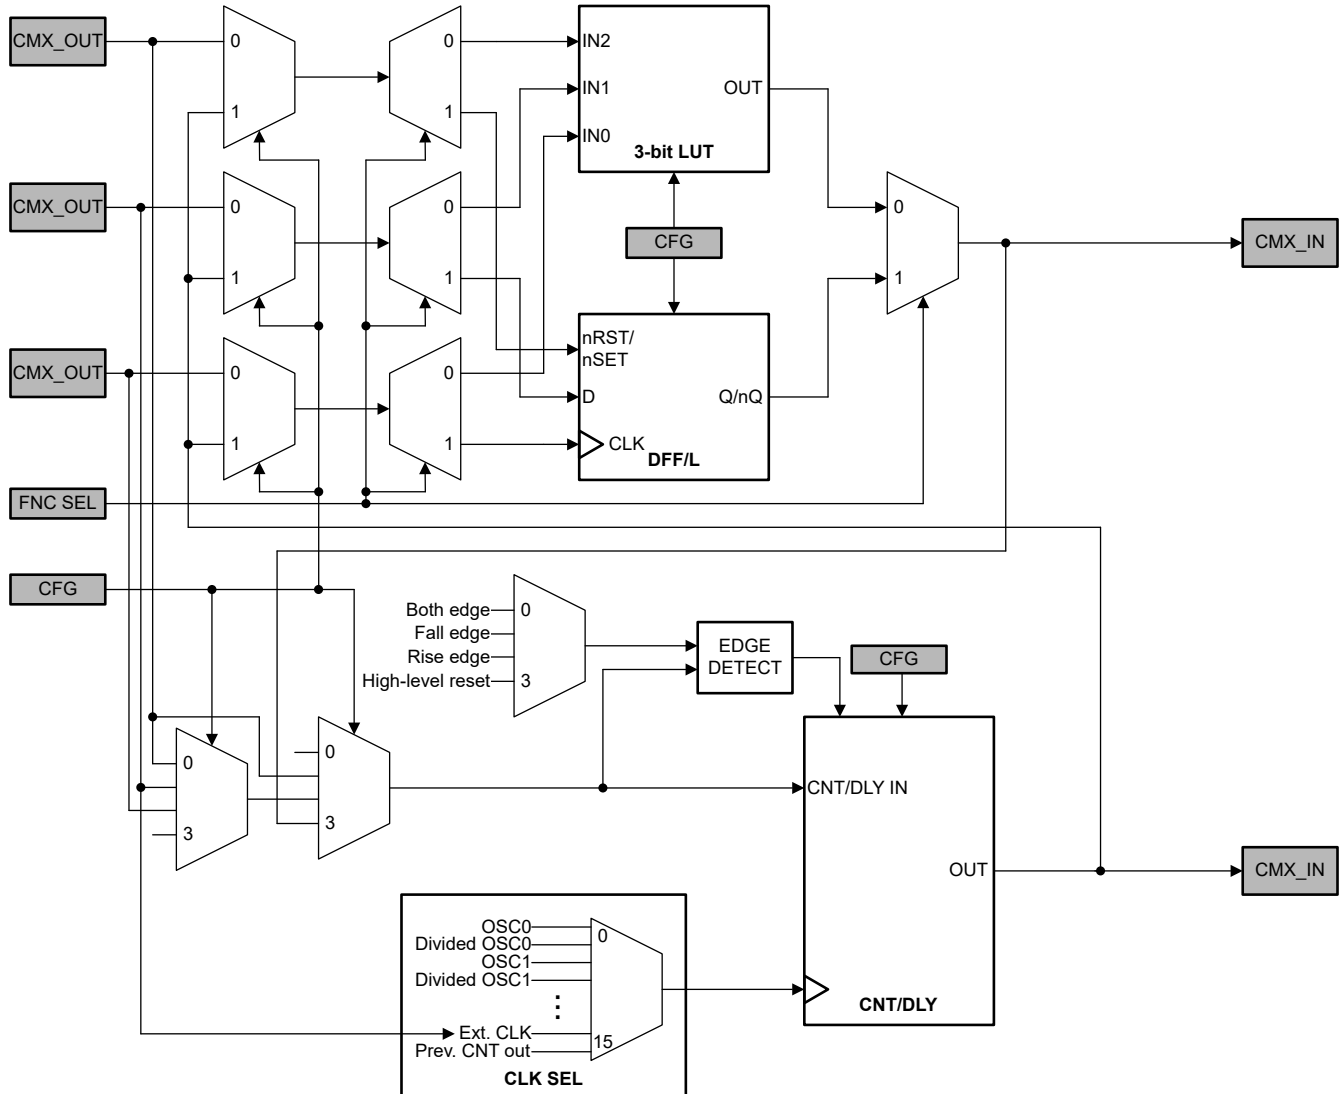 CMX_OUT
0
1
0
1
IN2
IN1
IN0
OUT
3-bit LUT
CMX_OUT
0
1
0
1
CFG
0
1
CMX_IN
CMX_OUT
0
1
0
1
nRST/
nSET
D
CLK
Q/nQ
DFF/L
FNC SEL
CFG
Both edge
Fall edge
Rise edge
High-level reset
0
3
EDGE
DETECT
CFG
0
3
0
3
CNT/DLY IN
OUT
CNT/DLY
CMX_IN
OSC0
Divided OSC0
OSC1
Divided OSC1
Ext. CLK
Prev. CNT out
0
15
CLK SEL